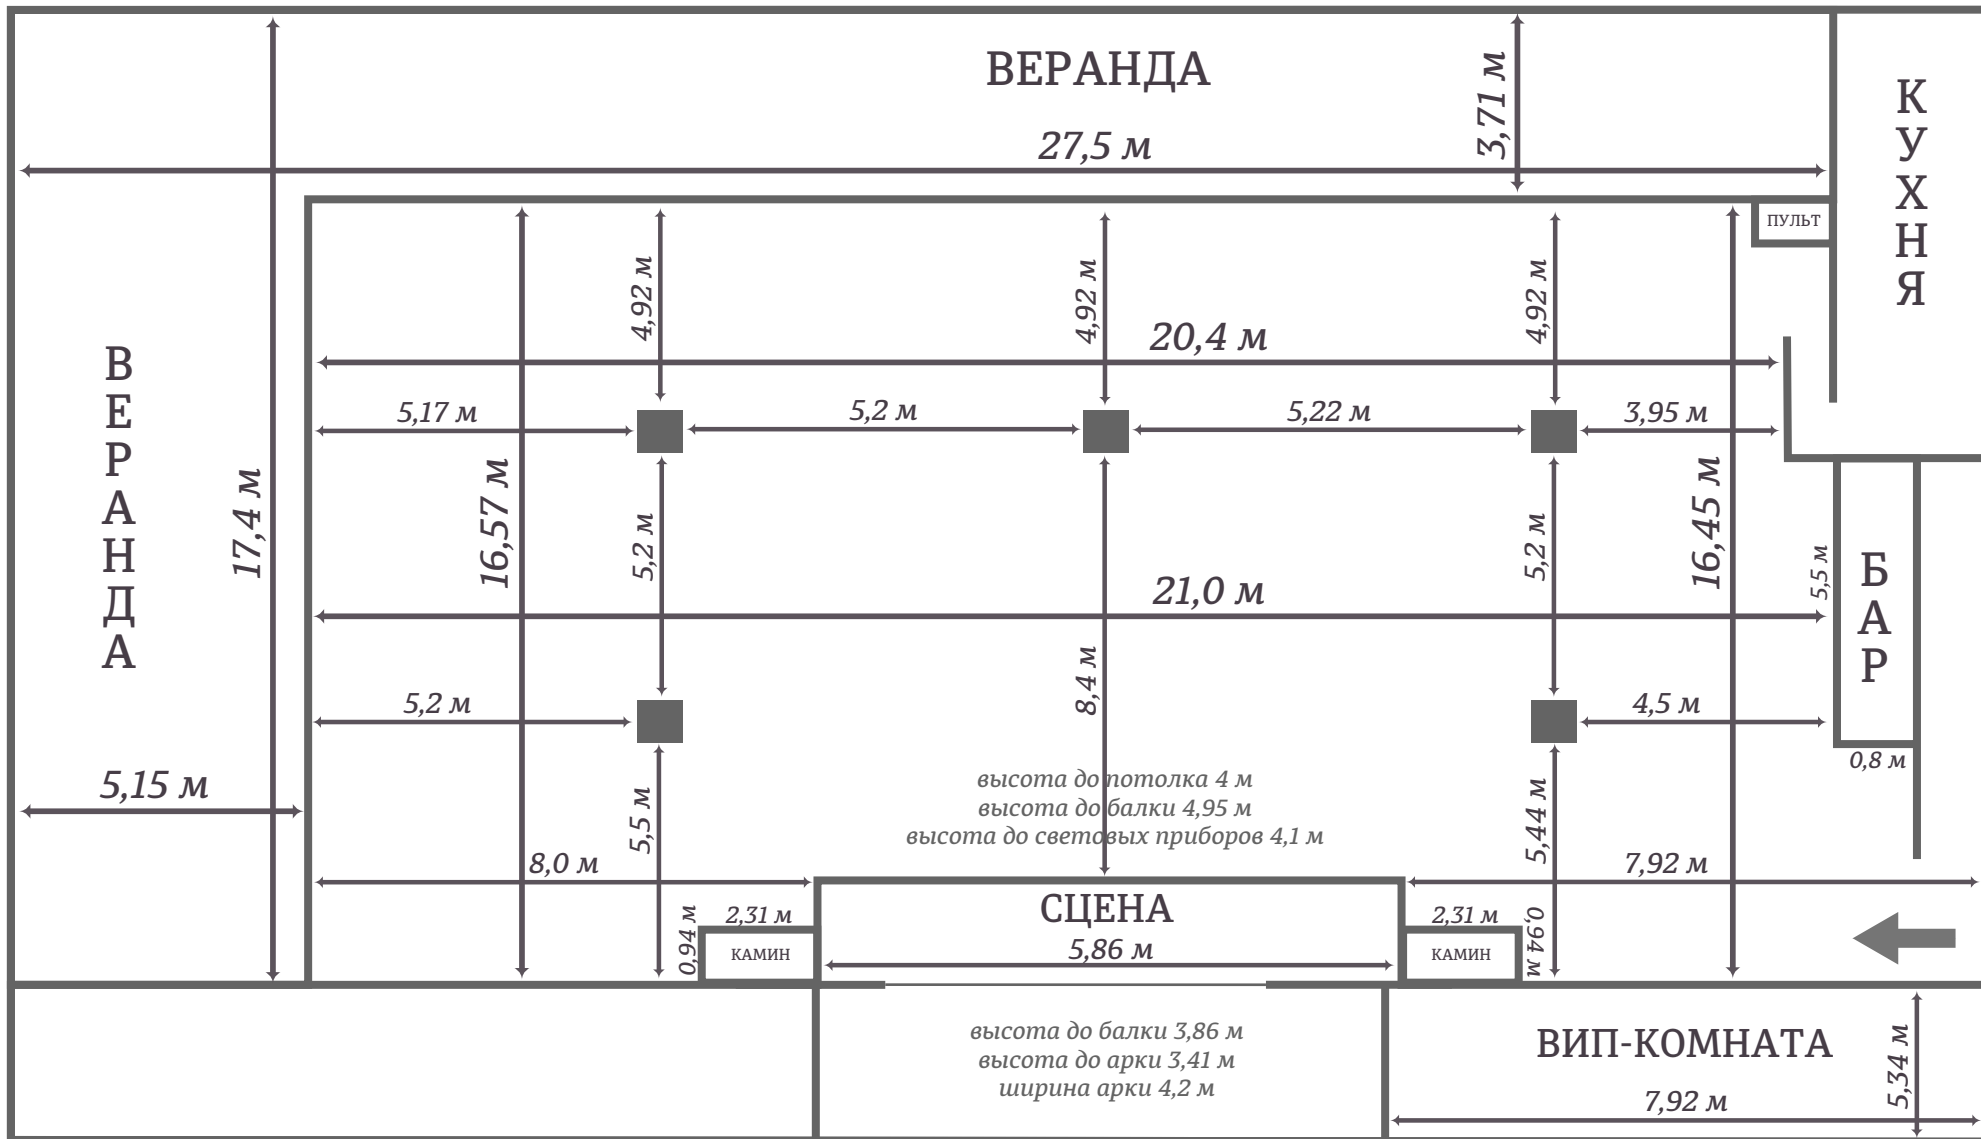 ВЕРАНДА
3,71 м
27,5 м
КУХНЯ
ПУЛЬТ
4,92 м
4,92 м
4,92 м
20,4 м
ВЕРАНДА
5,17 м
5,2 м
5,22 м
3,95 м
17,4 м
16,57 м
5,2 м
5,2 м
16,45 м
5,5 м
БАР
21,0 м
8,4 м
5,2 м
4,5 м
0,8 м
5,15 м
высота до потолка 4 м
высота до балки 4,95 м
высота до световых приборов 4,1 м
5,5 м
5,44 м
8,0 м
7,92 м
0,94 м
2,31 м
КАМИН
СЦЕНА
5,86 м
2,31 м
КАМИН
0,94 м
высота до балки 3,86 м
высота до арки 3,41 м
ширина арки 4,2 м
ВИП-КОМНАТА
5,34 м
7,92 м